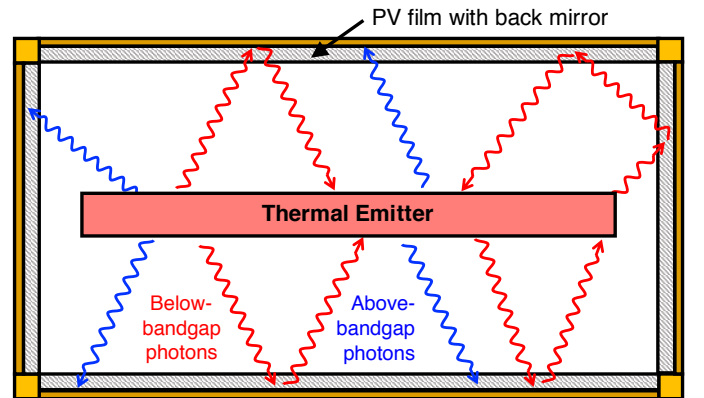 PV film with back mirror
Thermal Emitter
Below-
bandgap
photons
Above-
bandgap
photons